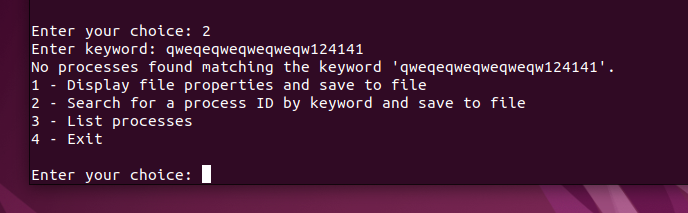 Enter your choice: 2
Enter keyword: qweqeqweqweqweqw124141
No processes found matching the keyword 'qweqeqweqweqweqw124141'.
1 - Display file properties and save to file
2 - Search for a process ID by keyword and save to file
3 - List processes
4 - Exit
Enter your choice: